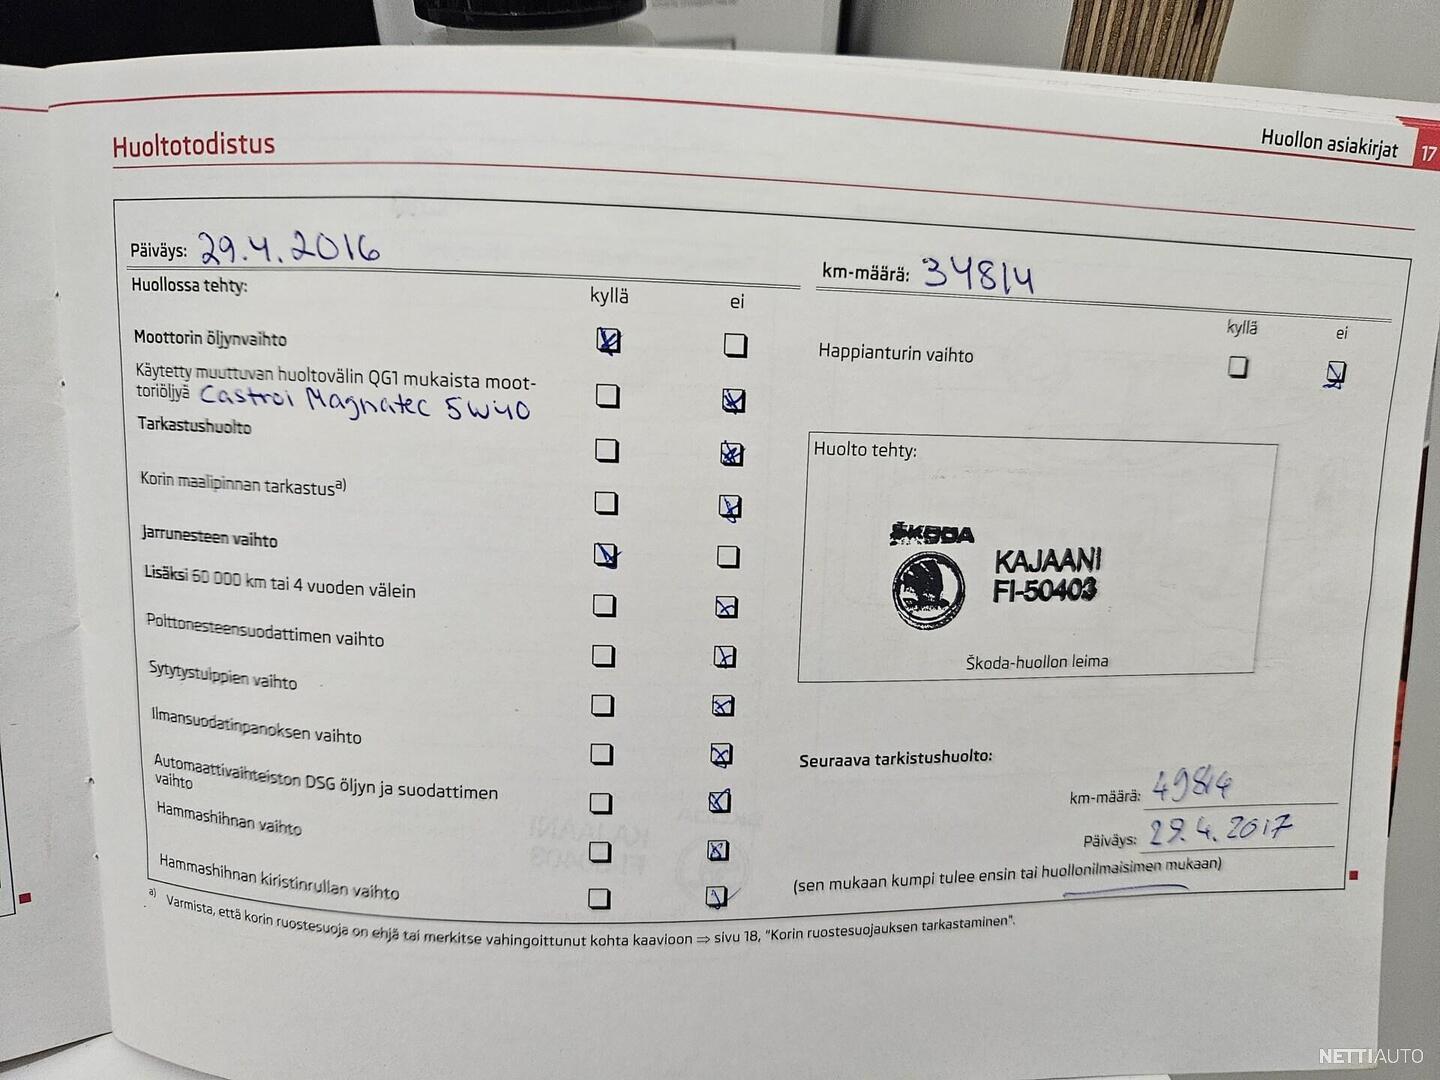 Huoltotodistus
Huollon asiakirjat 17
Päiväys: 29.4.2016
km-määrä: 34814
Huollossa tehty:
kyllä ei
kyllä ei
Moottorin öljynvaihto
Happianturin vaihto
Käytetty muuttuvan huoltovälin QG1 mukaista moot-
toriöljyä Castrol Magnatec 5W40
Tarkastushuolto
Korin maalipinnan tarkastus a)
Jarrunesteen vaihto
Lisäksi 60 000 km tai 4 vuoden välein
Polttonesteensuodattimen vaihto
Sytytystulppien vaihto
Ilmansuodatinpanoksen vaihto
Automaattivaihteiston DSG öljyn ja suodattimen
vaihto
Hammashihnan vaihto
Hammashihnan kiristinrullan vaihto
Huolto tehty:
ŠKODA
KAJAANI
FI-50403
Škoda-huollon leima
Seuraava tarkistushuolto:
km-määrä: 49814
Päiväys: 29.4.2017
(sen mukaan kumpi tulee ensin tai huollonilmaisimen mukaan)
a) Varmista, että korin ruostesuoja on ehjä tai merkitse vahingoittunut kohta kaavioon ⇒ sivu 18, "Korin ruostesuojauksen tarkastaminen".
NETTIAUTO